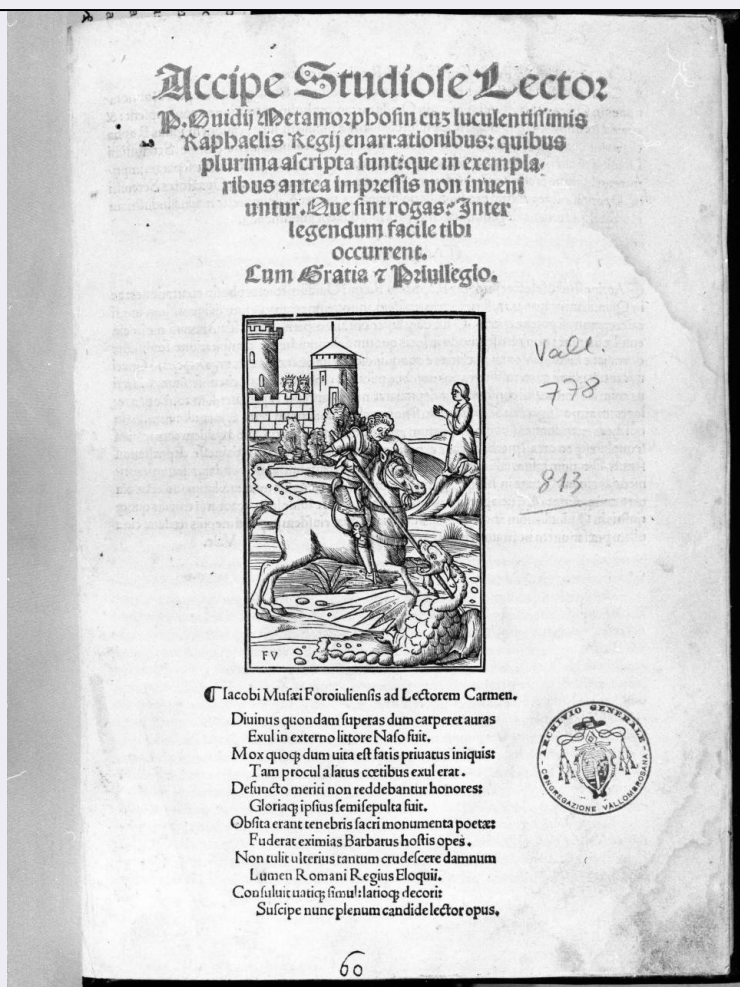 Accipe Studiose Lector
P. Ouidij Metamorphosin cuz luculentissimis
Raphaelis Regij enarrationibus: quibus
plurima ascripta sunt: que in exempla-
ribus antea impressis non inueni
untur. Que sint rogas? Inter
legendum facile tibi
occurrent.
Cum Gratia ⁊ Priuilegio.
Vall
778
813
FV
¶ Iacobi Musæi Foroiuliensis ad Lectorem Carmen.
Diuinus quondam superas dum carperet auras
Exul in externo littore Naso fuit.
Mox quoqꝫ dum uita est fatis priuatus iniquis:
Tam procul a latus cœtibus exul erat.
Defuncto meriti non reddebantur honores:
Gloriaqꝫ ipsius semisepulta fuit.
Obsita erant tenebris sacri monumenta poetæ:
Fuderat eximias Barbarus hostis opes.
Non tulit ulterius tantum crudescere damnum
Lumen Romani Regius Eloquii.
Consuluit uatiqꝫ simul: latioqꝫ decori:
Suscipe nunc plenum candide lector opus.
ARCHIVIO GENERALE
CONGREGAZIONE VALLOMBROSANA
60